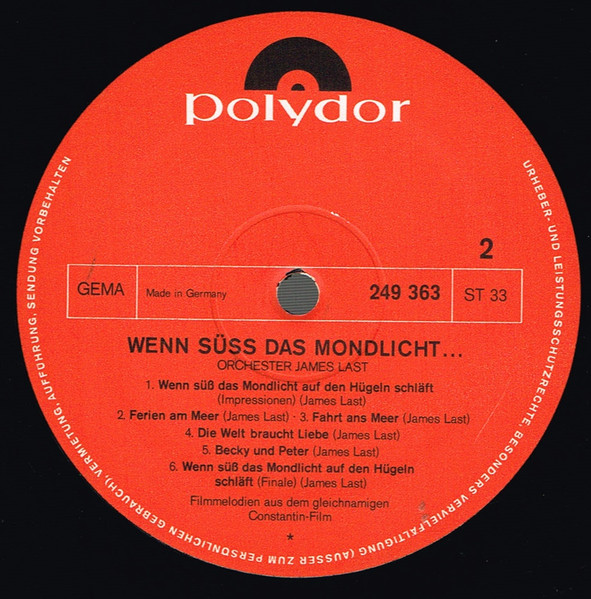 polydor
2
GEMA
Made in Germany
249 363
ST 33
WENN SÜSS DAS MONDLICHT...
ORCHESTER JAMES LAST
1. Wenn süß das Mondlicht auf den Hügeln schläft
(Impressionen) (James Last)
2. Ferien am Meer (James Last) · 3. Fahrt ans Meer (James Last)
4. Die Welt braucht Liebe (James Last)
5. Becky und Peter (James Last)
6. Wenn süß das Mondlicht auf den Hügeln
schläft (Finale) (James Last)
Filmmelodien aus dem gleichnamigen
Constantin-Film
*
URHEBER- UND LEISTUNGSSCHUTZRECHTE, BESONDERS VERVIELFÄLTIGUNG (AUSSER ZUM PERSÖNLICHEN GEBRAUCH), VERMIETUNG, AUFFÜHRUNG, SENDUNG VORBEHALTEN